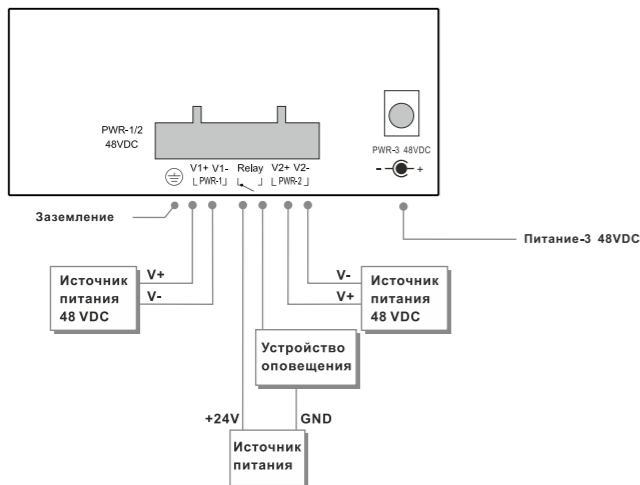 PWR-1/2
48VDC
V1+ V1- Relay V2+ V2-
PWR-1 PWR-2
PWR-3 48VDC
- +
Заземление
Питание-3 48VDC
Источник
питания
48 VDC
V+
V-
V-
V+
Источник
питания
48 VDC
Устройство
оповещения
+24V GND
Источник
питания